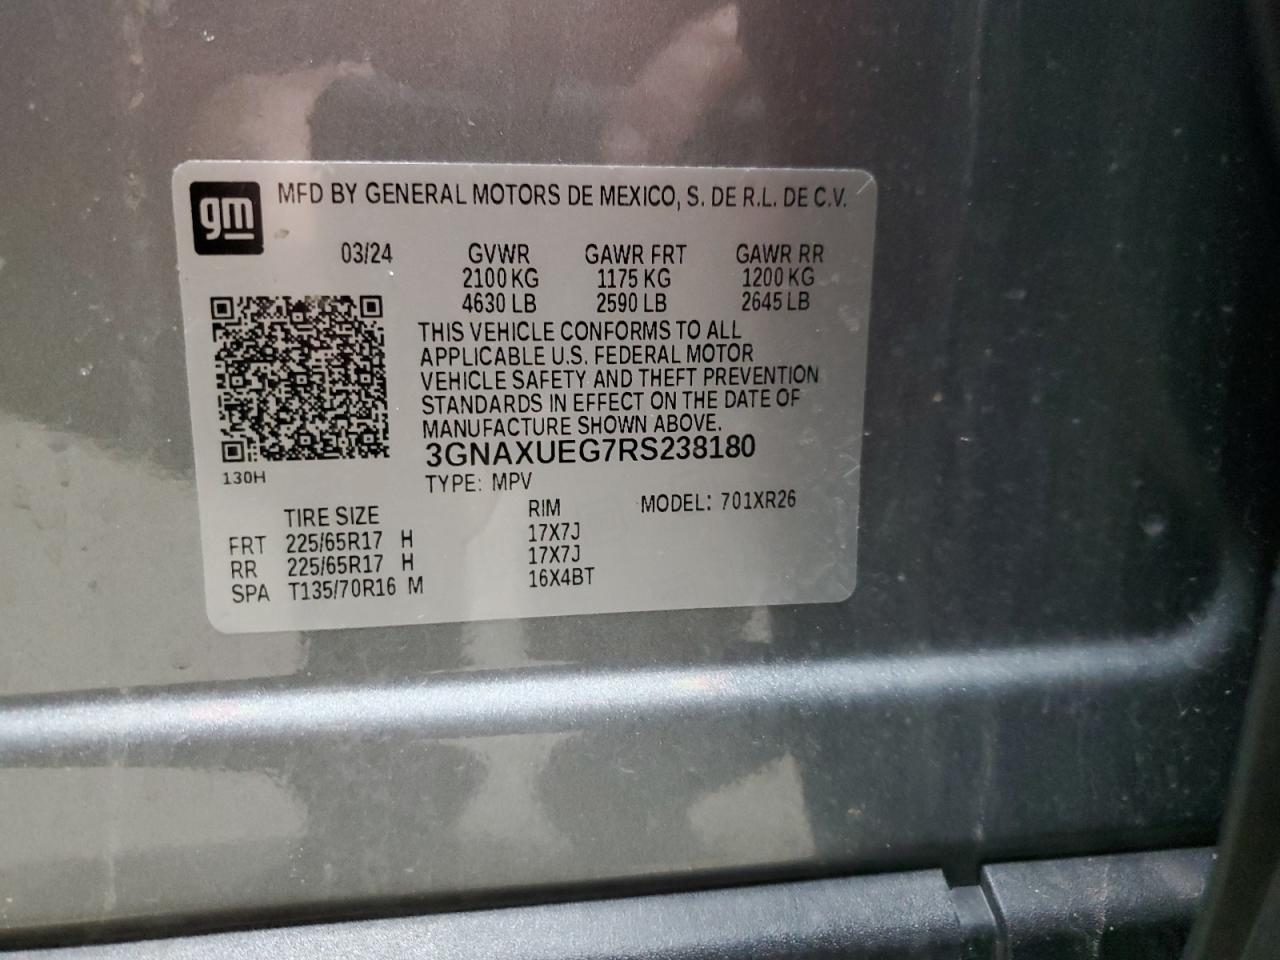 gm
MFD BY GENERAL MOTORS DE MEXICO, S. DE R.L. DE C.V.
03/24 GVWR GAWR FRT GAWR RR
2100 KG 1175 KG 1200 KG
4630 LB 2590 LB 2645 LB
THIS VEHICLE CONFORMS TO ALL
APPLICABLE U.S. FEDERAL MOTOR
VEHICLE SAFETY AND THEFT PREVENTION
STANDARDS IN EFFECT ON THE DATE OF
MANUFACTURE SHOWN ABOVE.
3GNAXUEG7RS238180
130H
TYPE: MPV
TIRE SIZE RIM MODEL: 701XR26
FRT 225/65R17 H 17X7J
RR 225/65R17 H 17X7J
SPA T135/70R16 M 16X4BT